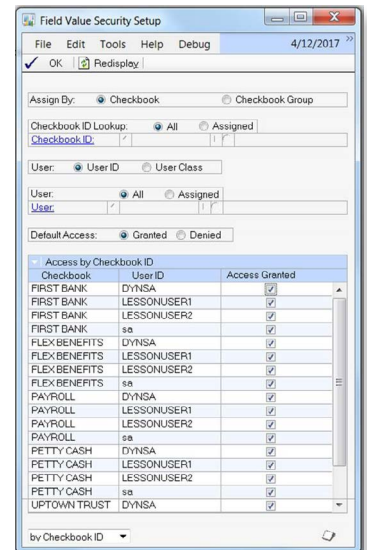 Field Value Security Setup
File Edit Tools Help Debug 4/12/2017 »
OK Redisplay
Assign By: Checkbook Checkbook Group
Checkbook ID Lookup: All Assigned
Checkbook ID:
User: User ID User Class
User: All Assigned
User:
Default Access: Granted Denied
Access by Checkbook ID
Checkbook User ID Access Granted
FIRST BANK DYNSA
FIRST BANK LESSONUSER1
FIRST BANK LESSONUSER2
FIRST BANK sa
FLEX BENEFITS DYNSA
FLEX BENEFITS LESSONUSER1
FLEX BENEFITS LESSONUSER2
FLEX BENEFITS sa
PAYROLL DYNSA
PAYROLL LESSONUSER1
PAYROLL LESSONUSER2
PAYROLL sa
PETTY CASH DYNSA
PETTY CASH LESSONUSER1
PETTY CASH LESSONUSER2
PETTY CASH sa
UPTOWN TRUST DYNSA
by Checkbook ID